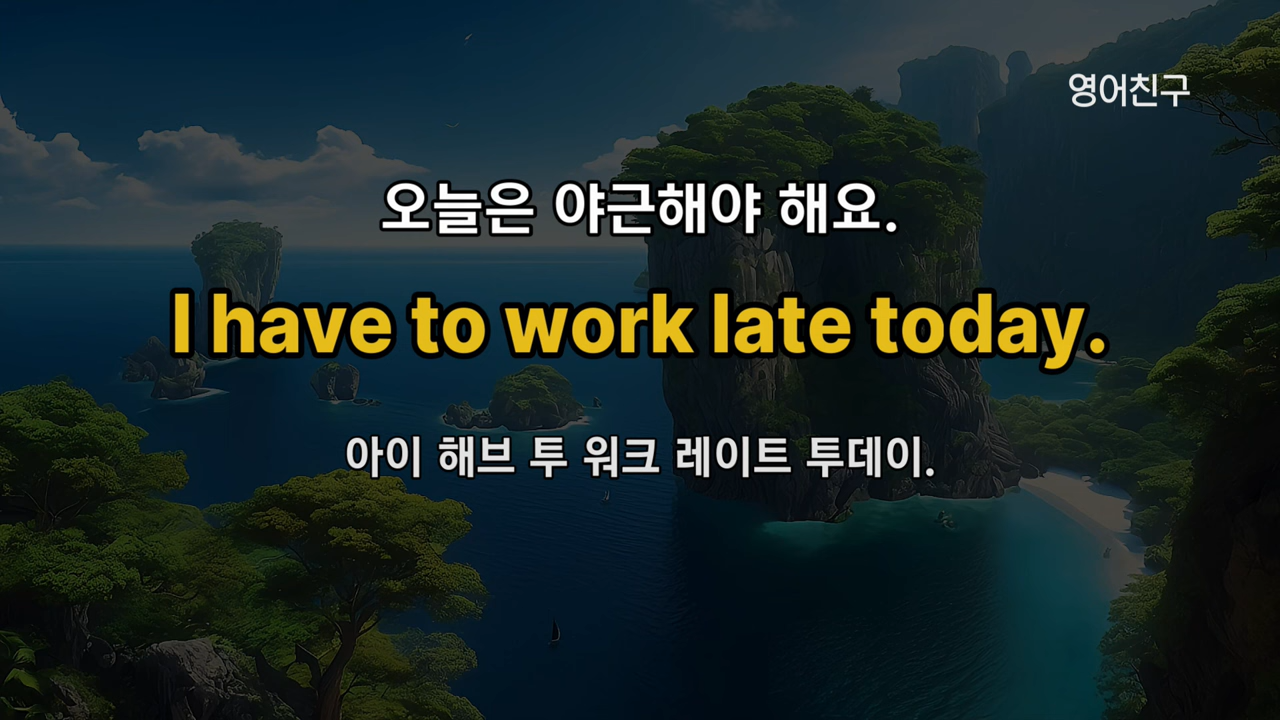 영어친구
오늘은 야근해야 해요.
I have to work late today.
아이 해브 투 워크 레이트 투데이.